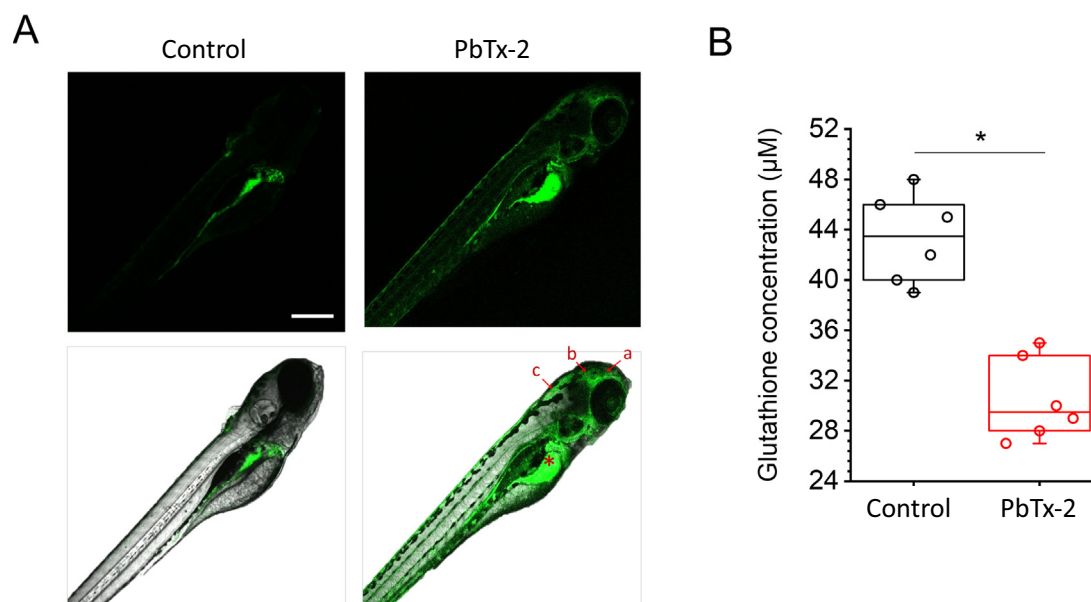 A
Control
PbTx-2
a
b
c
*
B
Glutathione concentration (μM)
52
48
44
40
36
32
28
24
*
Control
PbTx-2